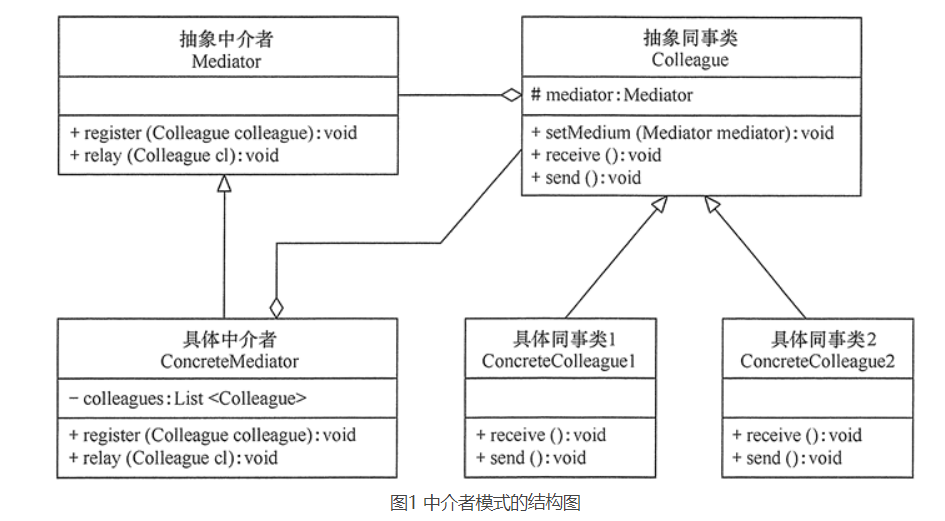 抽象中介者
Mediator
+ register (Colleague colleague): void
+ relay (Colleague cl): void
抽象同事类
Colleague
# mediator: Mediator
+ setMedium (Mediator mediator): void
+ receive (): void
+ send (): void
具体中介者
ConcreteMediator
− colleagues: List <Colleague>
+ register (Colleague colleague): void
+ relay (Colleague cl): void
具体同事类1
ConcreteColleague1
+ receive (): void
+ send (): void
具体同事类2
ConcreteColleague2
+ receive (): void
+ send (): void
图1 中介者模式的结构图